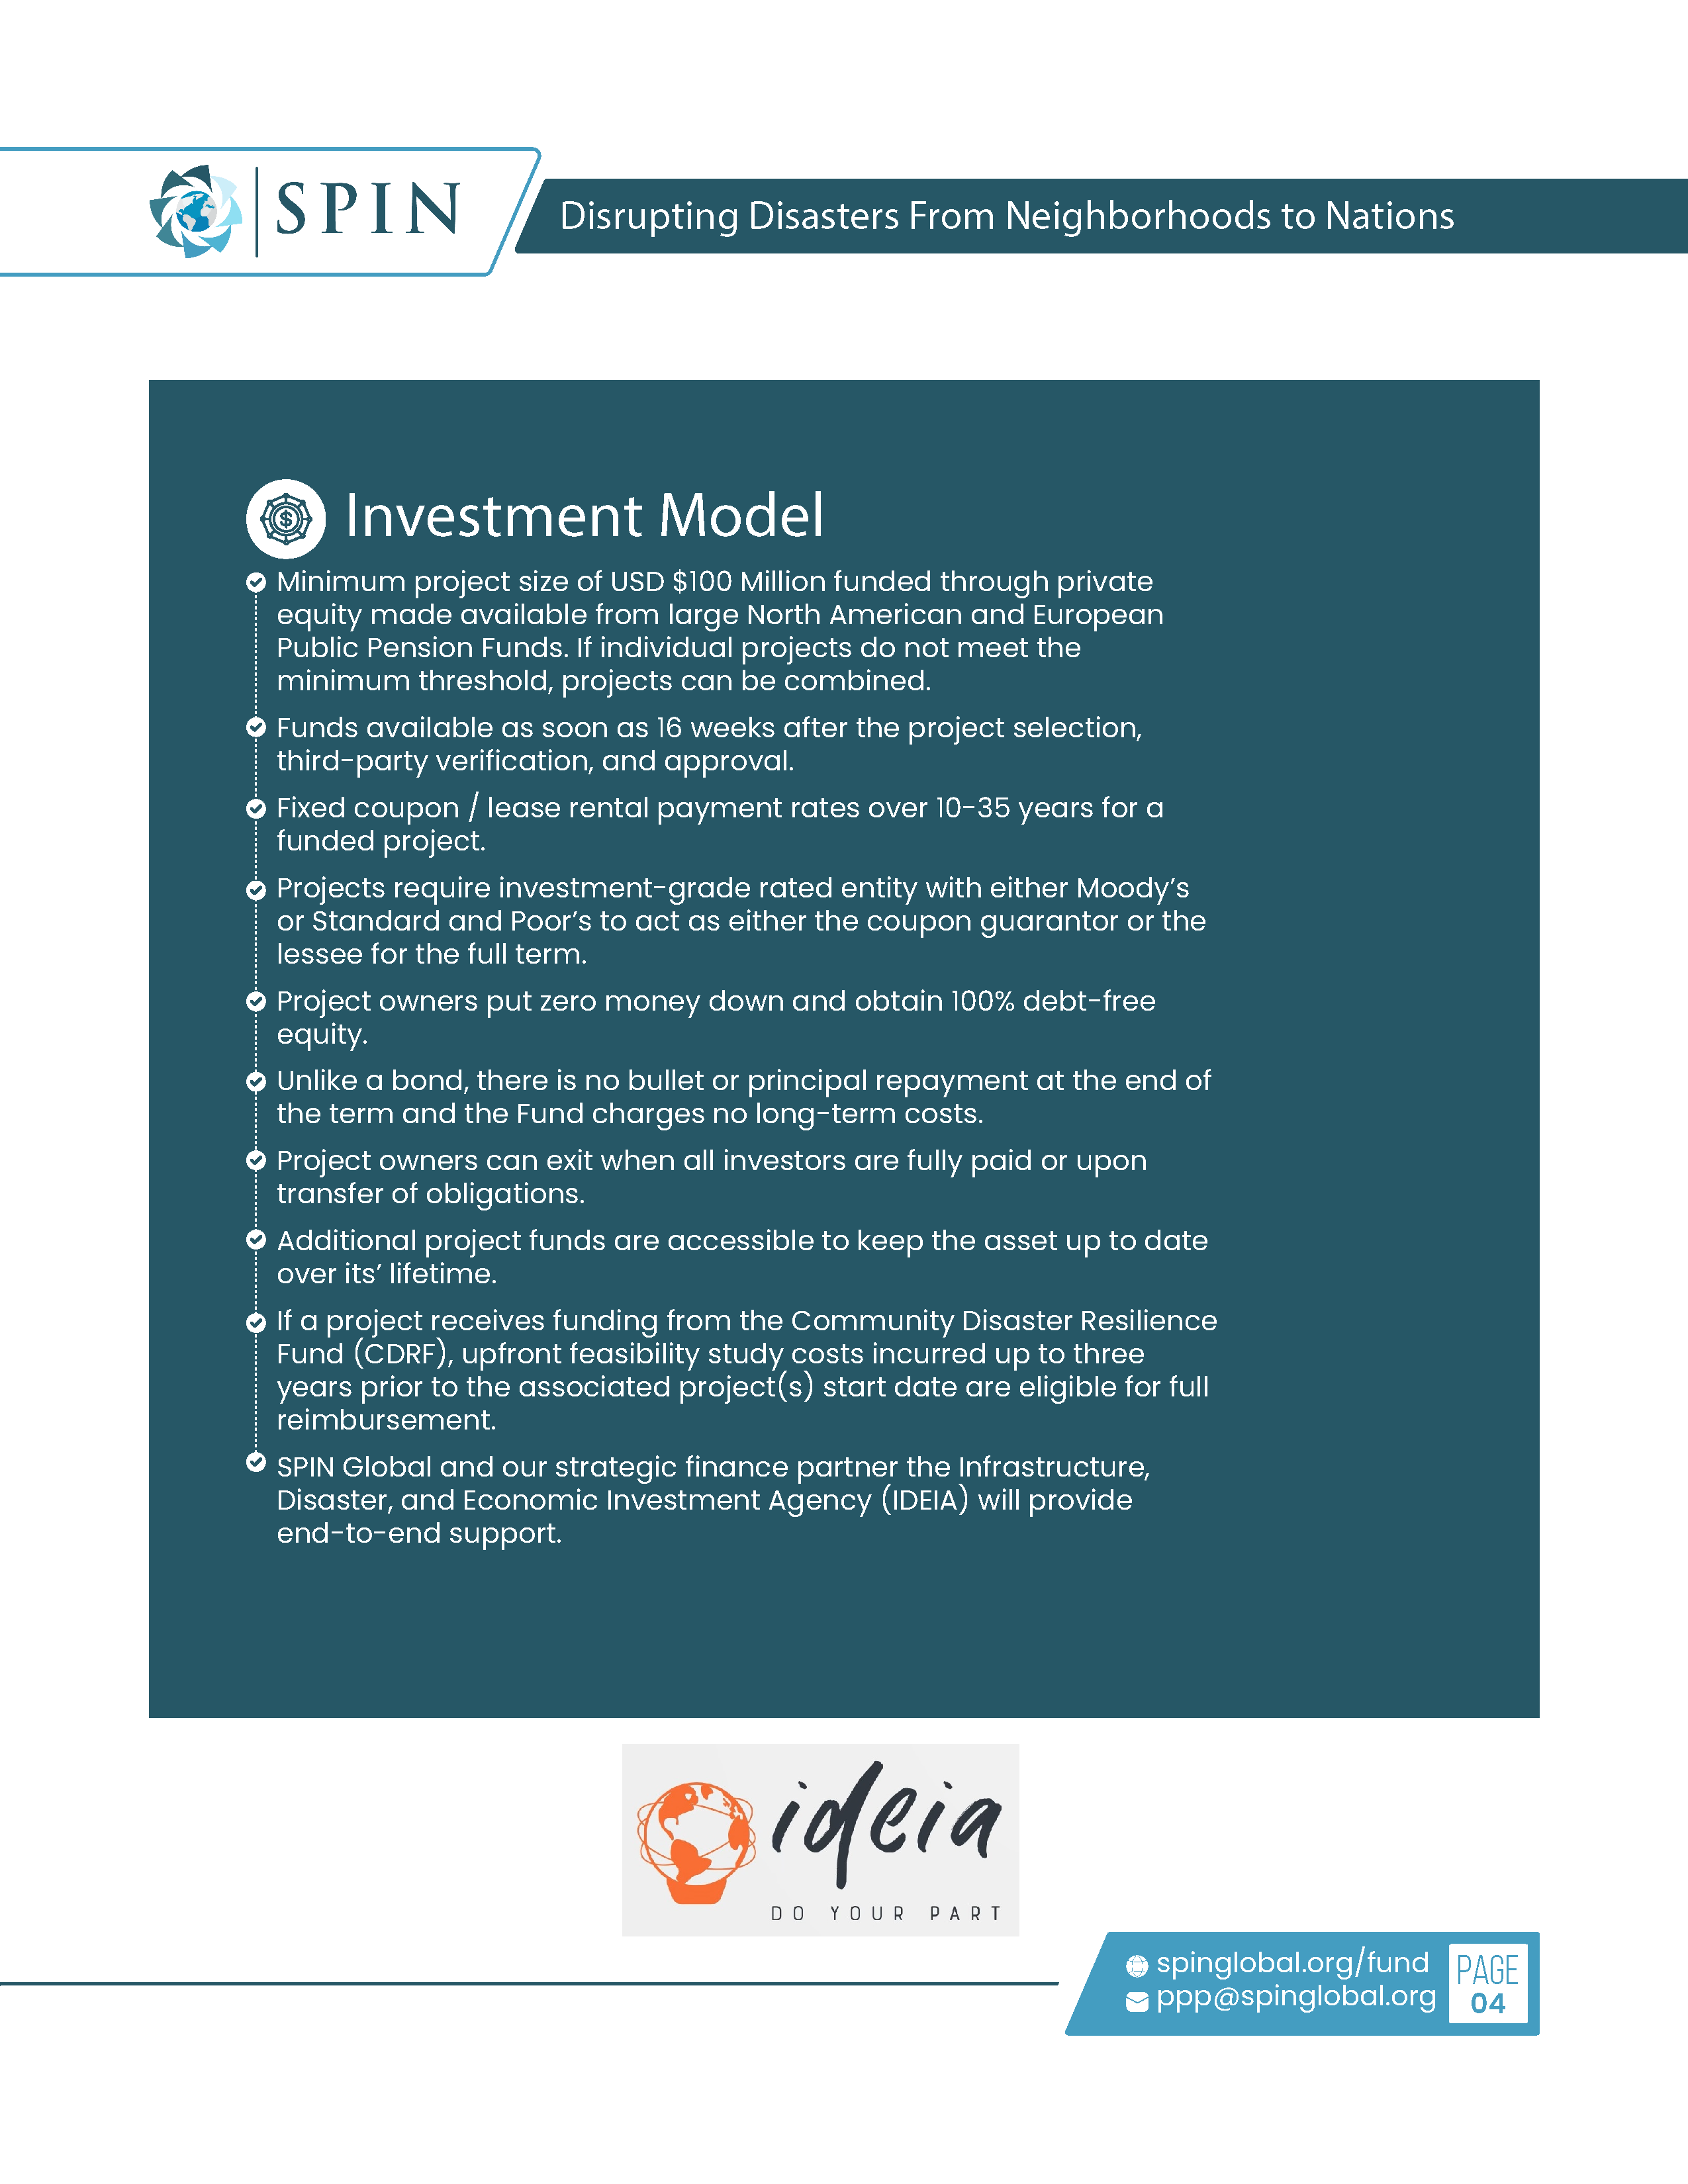 SPIN
Disrupting Disasters From Neighborhoods to Nations
Investment Model
Minimum project size of USD $100 Million funded through private
equity made available from large North American and European
Public Pension Funds. If individual projects do not meet the
minimum threshold, projects can be combined.
Funds available as soon as 16 weeks after the project selection,
third-party verification, and approval.
Fixed coupon / lease rental payment rates over 10-35 years for a
funded project.
Projects require investment-grade rated entity with either Moody’s
or Standard and Poor’s to act as either the coupon guarantor or the
lessee for the full term.
Project owners put zero money down and obtain 100% debt-free
equity.
Unlike a bond, there is no bullet or principal repayment at the end of
the term and the Fund charges no long-term costs.
Project owners can exit when all investors are fully paid or upon
transfer of obligations.
Additional project funds are accessible to keep the asset up to date
over its’ lifetime.
If a project receives funding from the Community Disaster Resilience
Fund (CDRF), upfront feasibility study costs incurred up to three
years prior to the associated project(s) start date are eligible for full
reimbursement.
SPIN Global and our strategic finance partner the Infrastructure,
Disaster, and Economic Investment Agency (IDEIA) will provide
end-to-end support.
ideia
DO YOUR PART
spinglobal.org/fund
ppp@spinglobal.org
PAGE
04